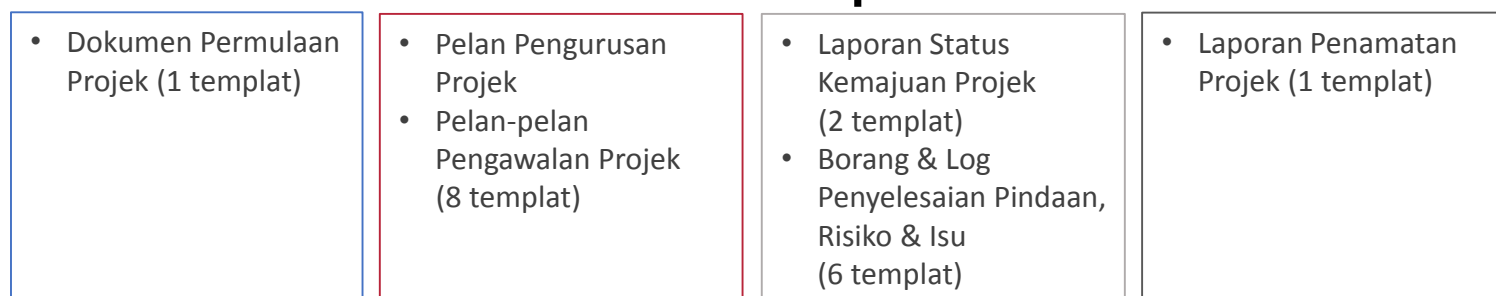 • Dokumen Permulaan
Projek (1 templat)
• Pelan Pengurusan
Projek
• Pelan-pelan
Pengawalan Projek
(8 templat)
• Laporan Status
Kemajuan Projek
(2 templat)
• Borang & Log
Penyelesaian Pindaan,
Risiko & Isu
(6 templat)
• Laporan Penamatan
Projek (1 templat)